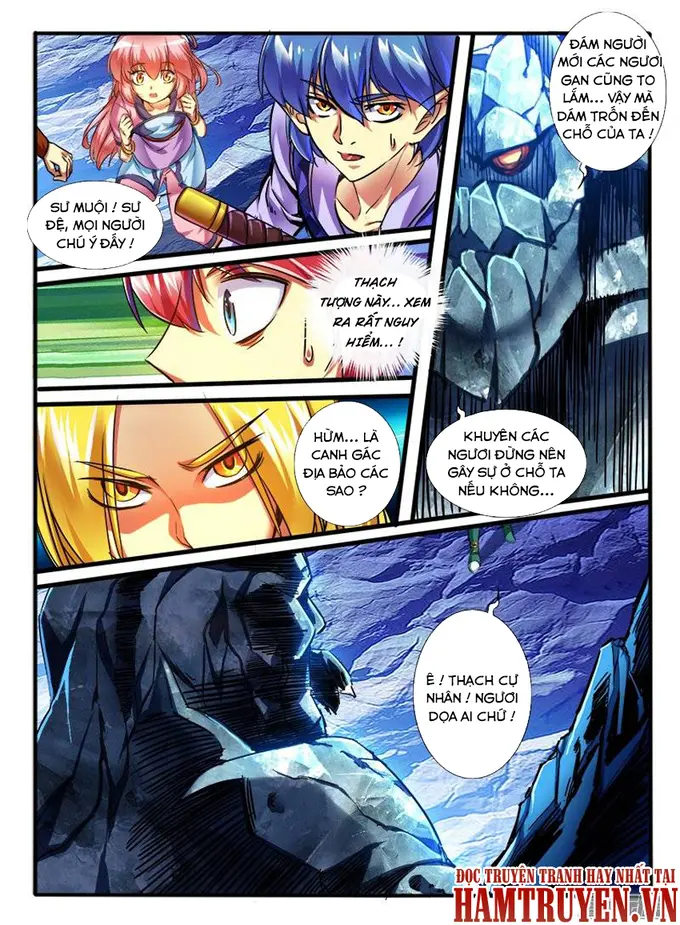 ĐÁM NGƯỜI
MỚI CÁC NGƯƠI
GAN CŨNG TO
LẮM... VẬY MÀ
DÁM TRỐN ĐẾN
CHỖ CỦA TA !
SƯ MUỘI ! SƯ
ĐỆ, MỌI NGƯỜI
CHÚ Ý ĐẤY !
THẠCH
TƯỢNG NÀY... XEM
RA RẤT NGUY
HIỂM... !
HỪM... LÀ
CANH GÁC
ĐỊA BẢO CÁC
SAO ?
KHUYÊN CÁC
NGƯƠI ĐỪNG NÊN
GÂY SỰ Ở CHỖ TA
NẾU KHÔNG...
Ê ! THẠCH CỰ
NHÂN ! NGƯƠI
DỌA AI CHỨ !
ĐỌC TRUYỆN TRANH HAY NHẤT TẠI
HAMTRUYEN.VN